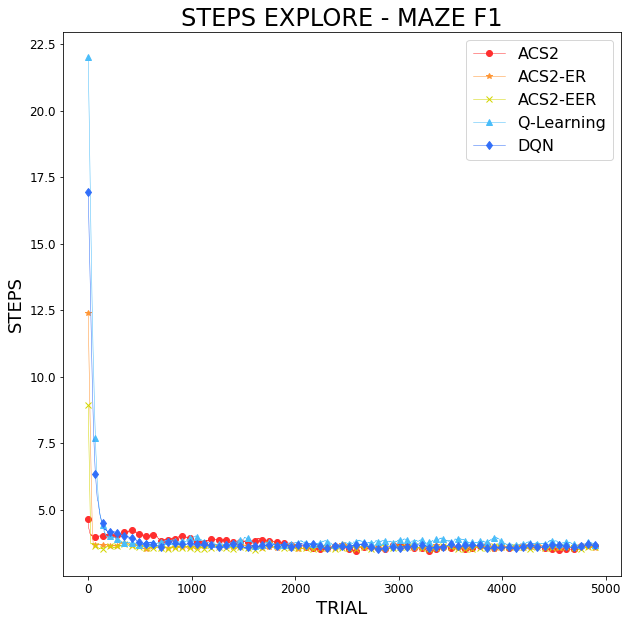 STEPS EXPLORE - MAZE F1
ACS2
ACS2-ER
ACS2-EER
Q-Learning
DQN
22.5
20.0
17.5
15.0
12.5
10.0
7.5
5.0
STEPS
0 1000 2000 3000 4000 5000
TRIAL